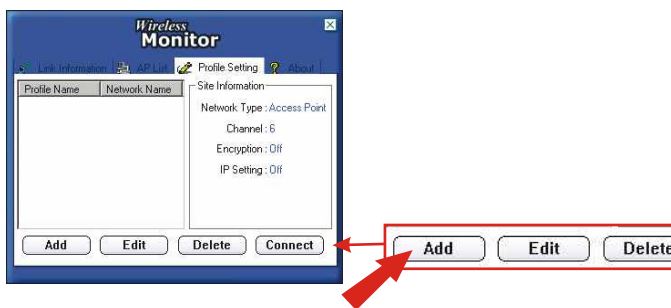 Wireless
Monitor
Link Information AP List Profile Setting About
Profile Name Network Name
Site Information
Network Type : Access Point
Channel : 6
Encryption : Off
IP Setting : Off
Add Edit Delete Connect
Add Edit Delete